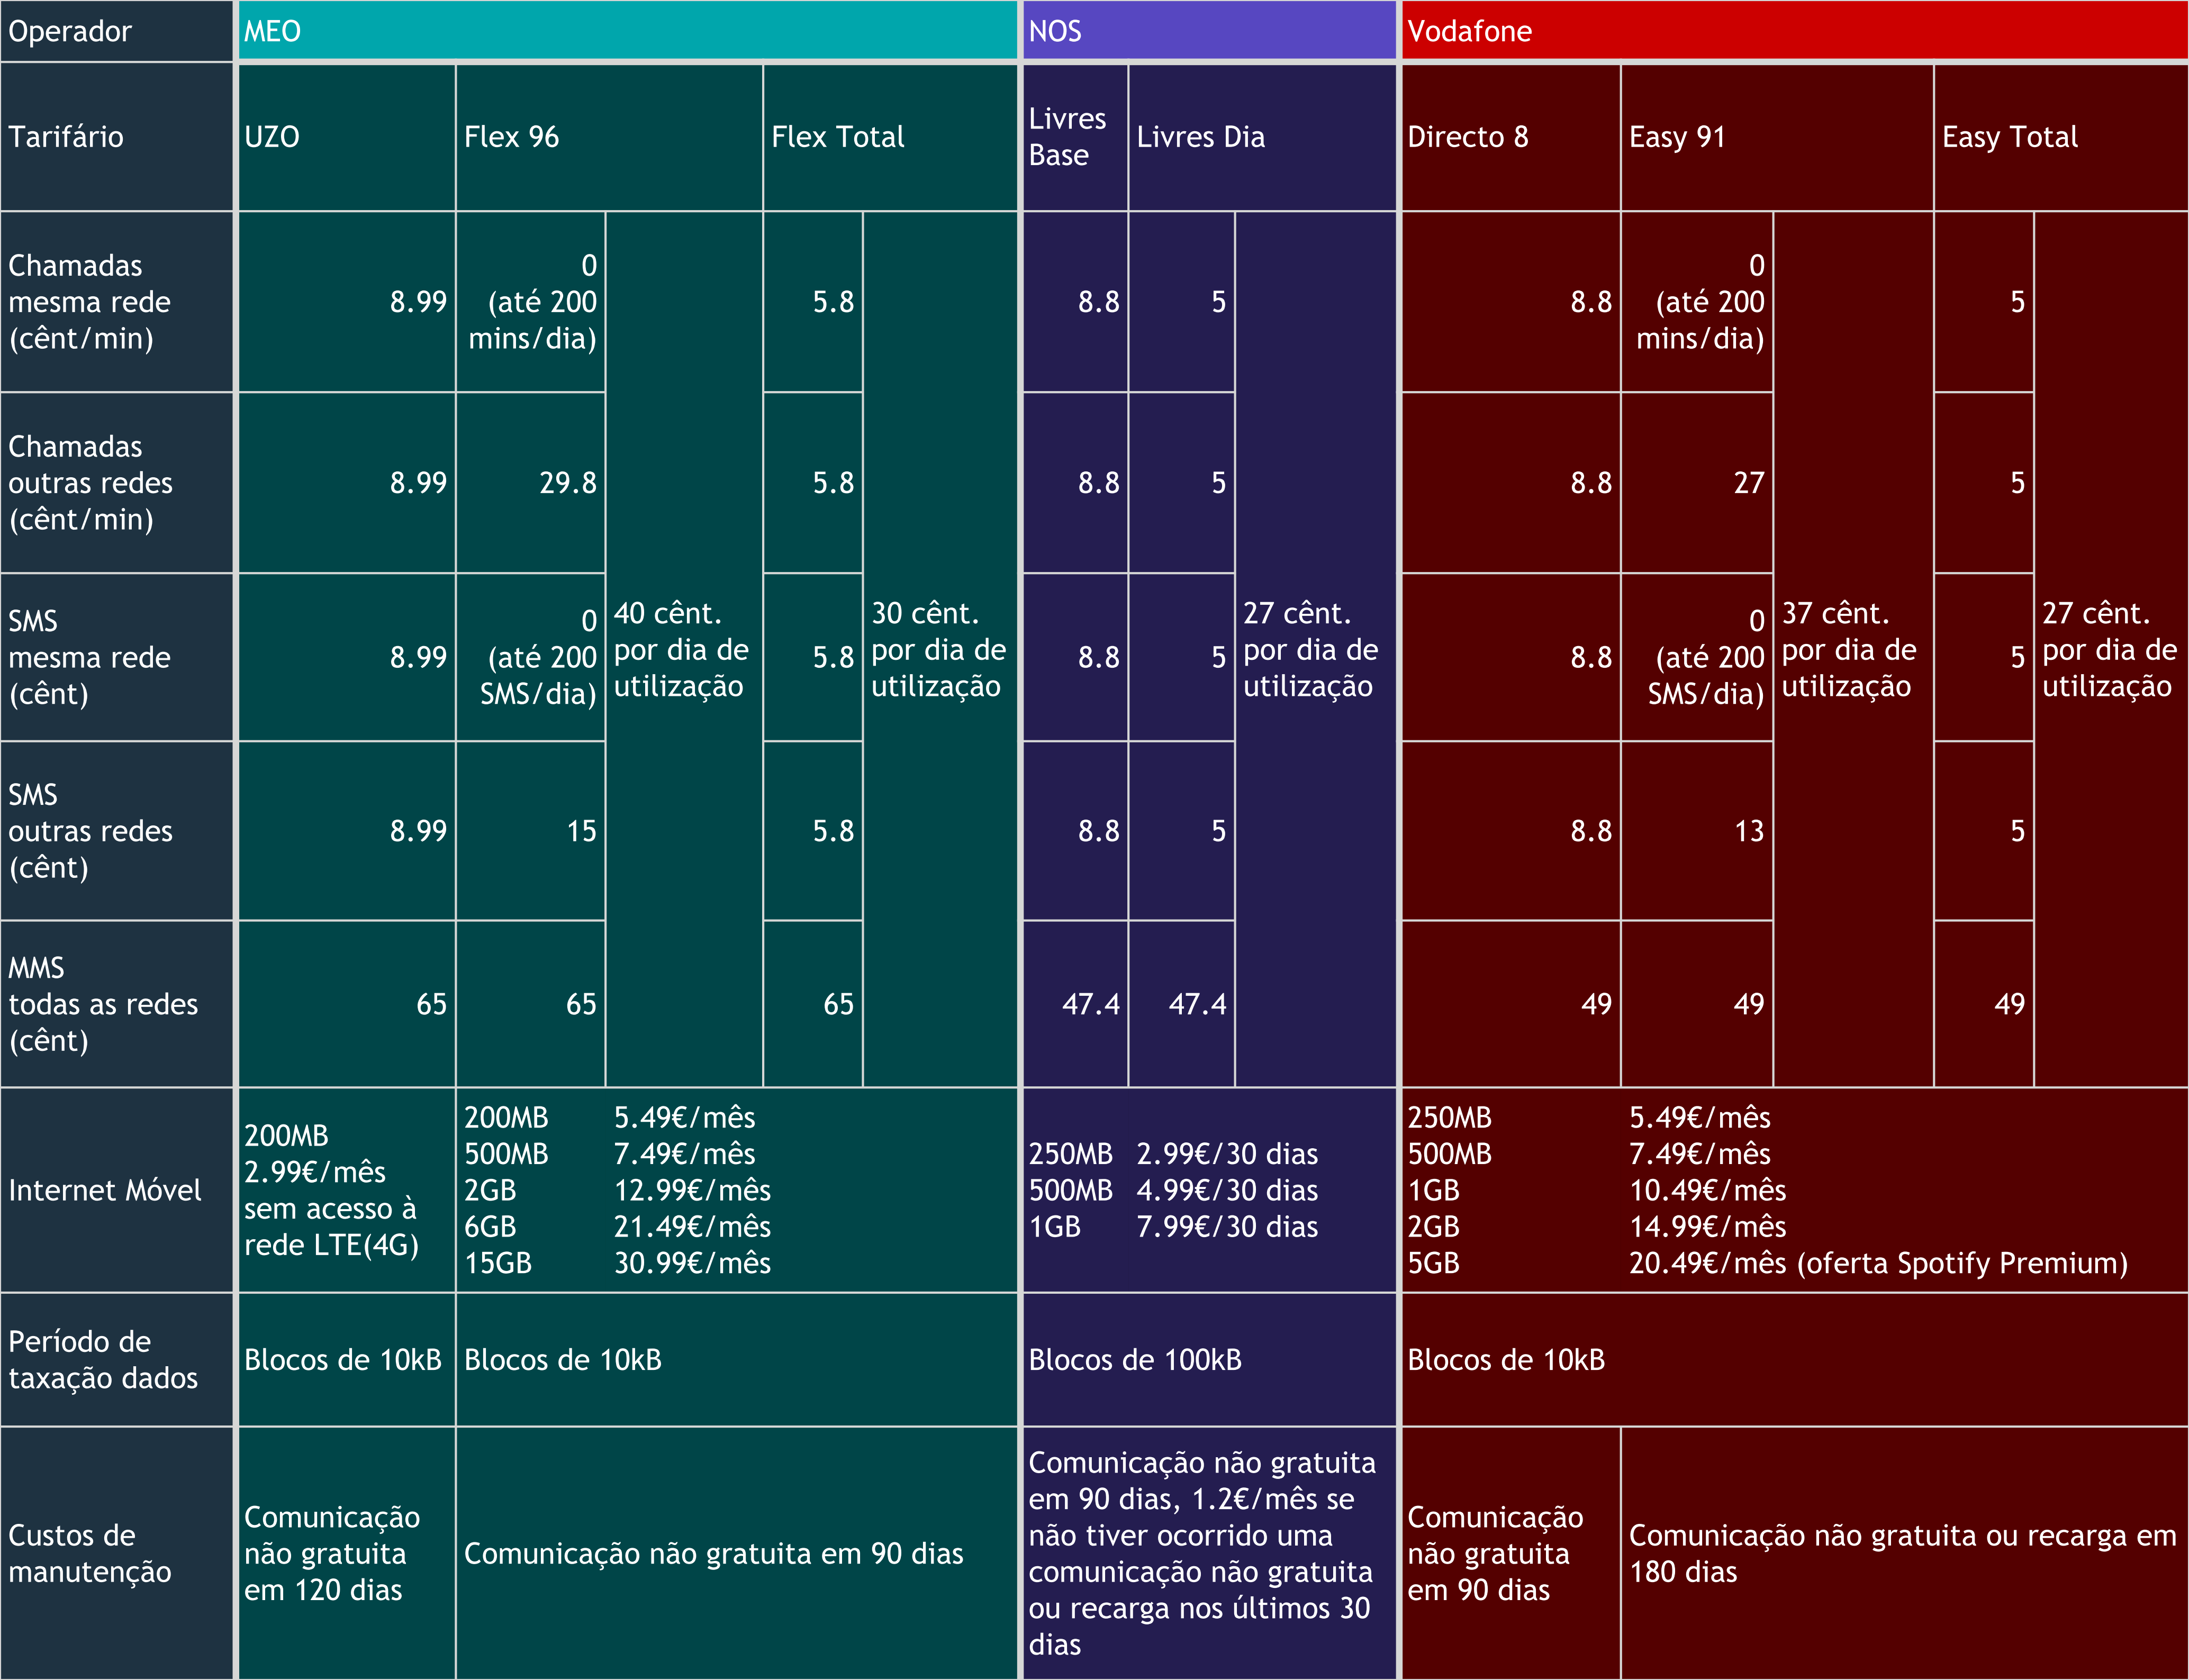 Operador
MEO
NOS
Vodafone
Tarifário
UZO
Flex 96
Flex Total
Livres
Base
Livres Dia
Directo 8
Easy 91
Easy Total
Chamadas
mesma rede
(cênt/min)
8.99
0
(até 200
mins/dia)
5.8
8.8
5
8.8
0
(até 200
mins/dia)
5
Chamadas
outras redes
(cênt/min)
8.99
29.8
5.8
8.8
5
8.8
27
5
SMS
mesma rede
(cênt)
8.99
0
(até 200
SMS/dia)
40 cênt.
por dia de
utilização
5.8
30 cênt.
por dia de
utilização
8.8
5
27 cênt.
por dia de
utilização
8.8
0
(até 200
SMS/dia)
37 cênt.
por dia de
utilização
5
27 cênt.
por dia de
utilização
SMS
outras redes
(cênt)
8.99
15
5.8
8.8
5
8.8
13
5
MMS
todas as redes
(cênt)
65
65
65
47.4
47.4
49
49
49
Internet Móvel
200MB
2.99€/mês
sem acesso à
rede LTE(4G)
200MB 5.49€/mês
500MB 7.49€/mês
2GB 12.99€/mês
6GB 21.49€/mês
15GB 30.99€/mês
250MB 2.99€/30 dias
500MB 4.99€/30 dias
1GB 7.99€/30 dias
250MB 5.49€/mês
500MB 7.49€/mês
1GB 10.49€/mês
2GB 14.99€/mês
5GB 20.49€/mês (oferta Spotify Premium)
Período de
taxação dados
Blocos de 10kB
Blocos de 10kB
Blocos de 100kB
Blocos de 10kB
Custos de
manutenção
Comunicação
não gratuita
em 120 dias
Comunicação não gratuita em 90 dias
Comunicação não gratuita
em 90 dias, 1.2€/mês se
não tiver ocorrido uma
comunicação não gratuita
ou recarga nos últimos 30
dias
Comunicação
não gratuita
em 90 dias
Comunicação não gratuita ou recarga em
180 dias